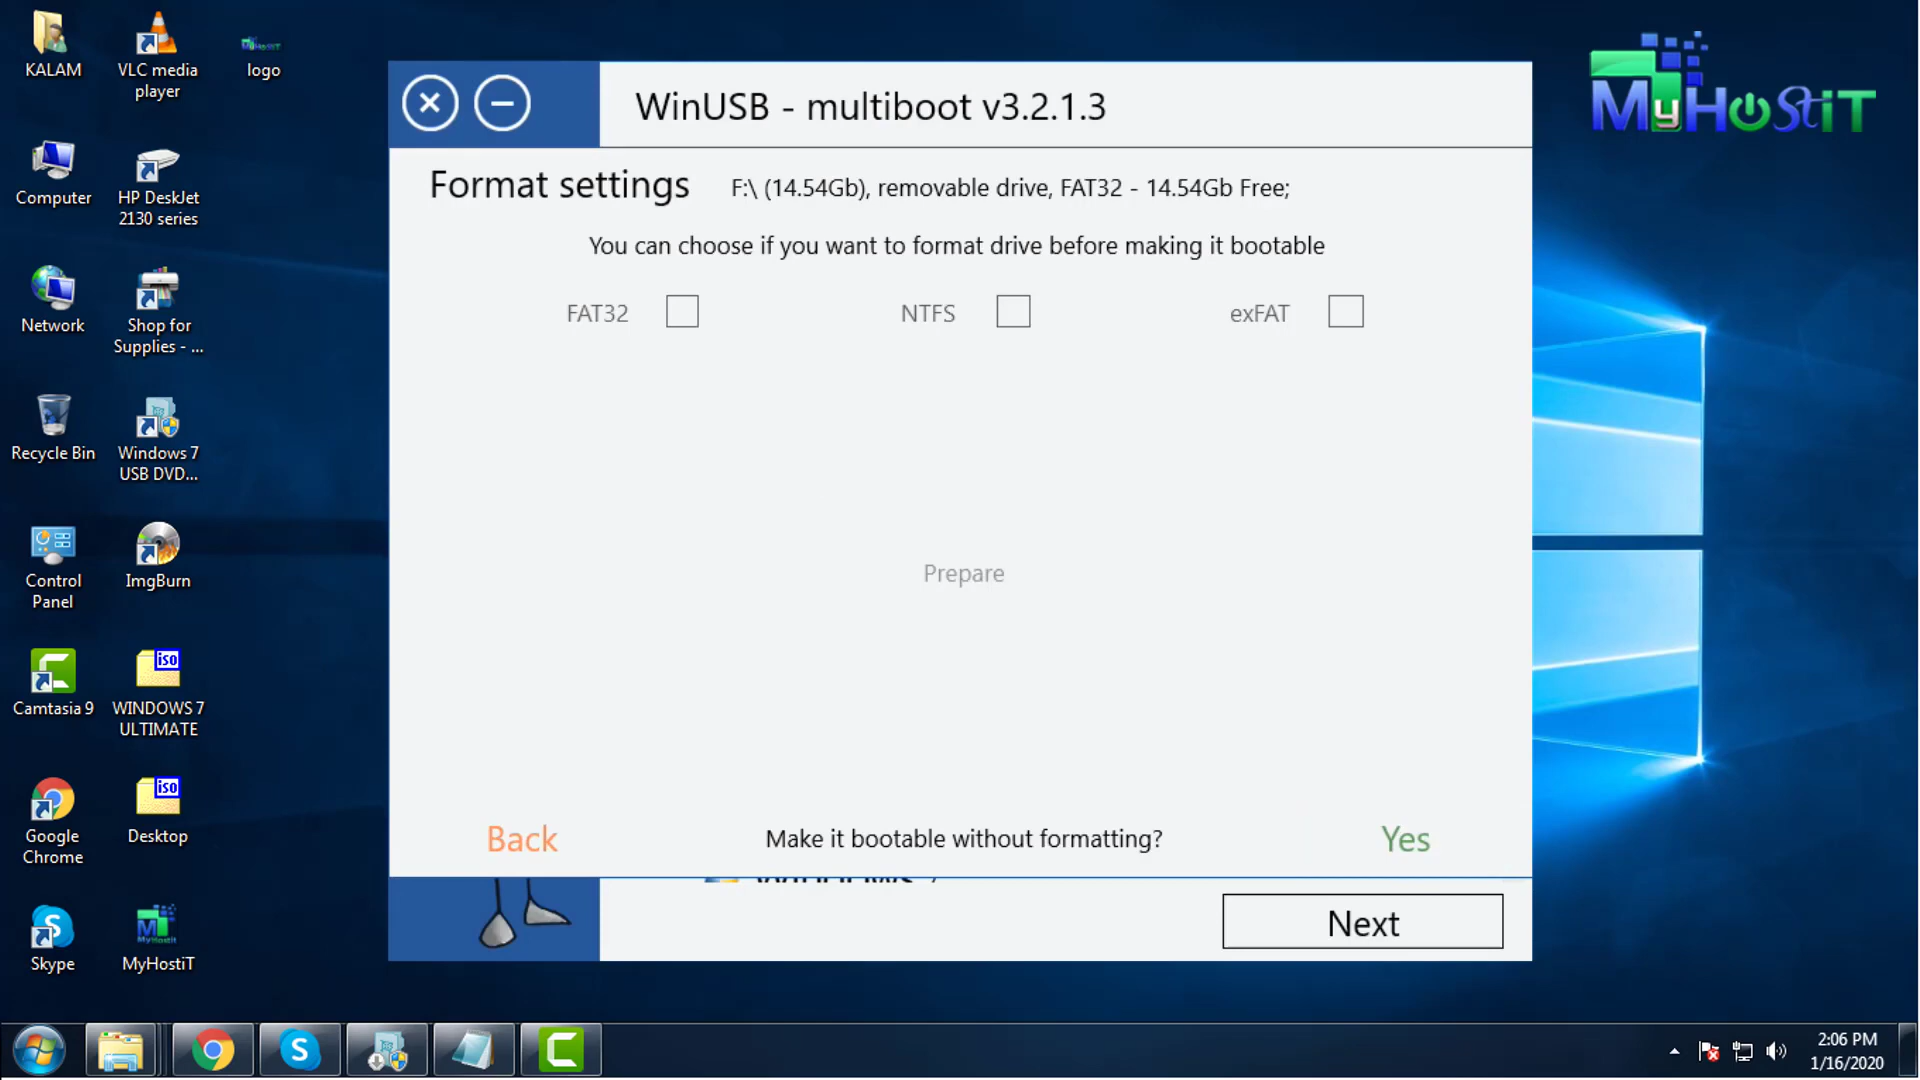 KALAM
VLC media
player
logo
Computer
HP DeskJet
2130 series
Network
Shop for
Supplies - ...
Recycle Bin
Windows 7
USB DVD...
Control
Panel
ImgBurn
Camtasia 9
ISO
WINDOWS 7
ULTIMATE
Google
Chrome
ISO
Desktop
Skype
MyHostiT
MyHostiT
WinUSB - multiboot v3.2.1.3
Format settings
F:\ (14.54Gb), removable drive, FAT32 - 14.54Gb Free;
You can choose if you want to format drive before making it bootable
FAT32
NTFS
exFAT
Prepare
Back
Make it bootable without formatting?
Yes
Next
MyHoStiT
2:06 PM
1/16/2020